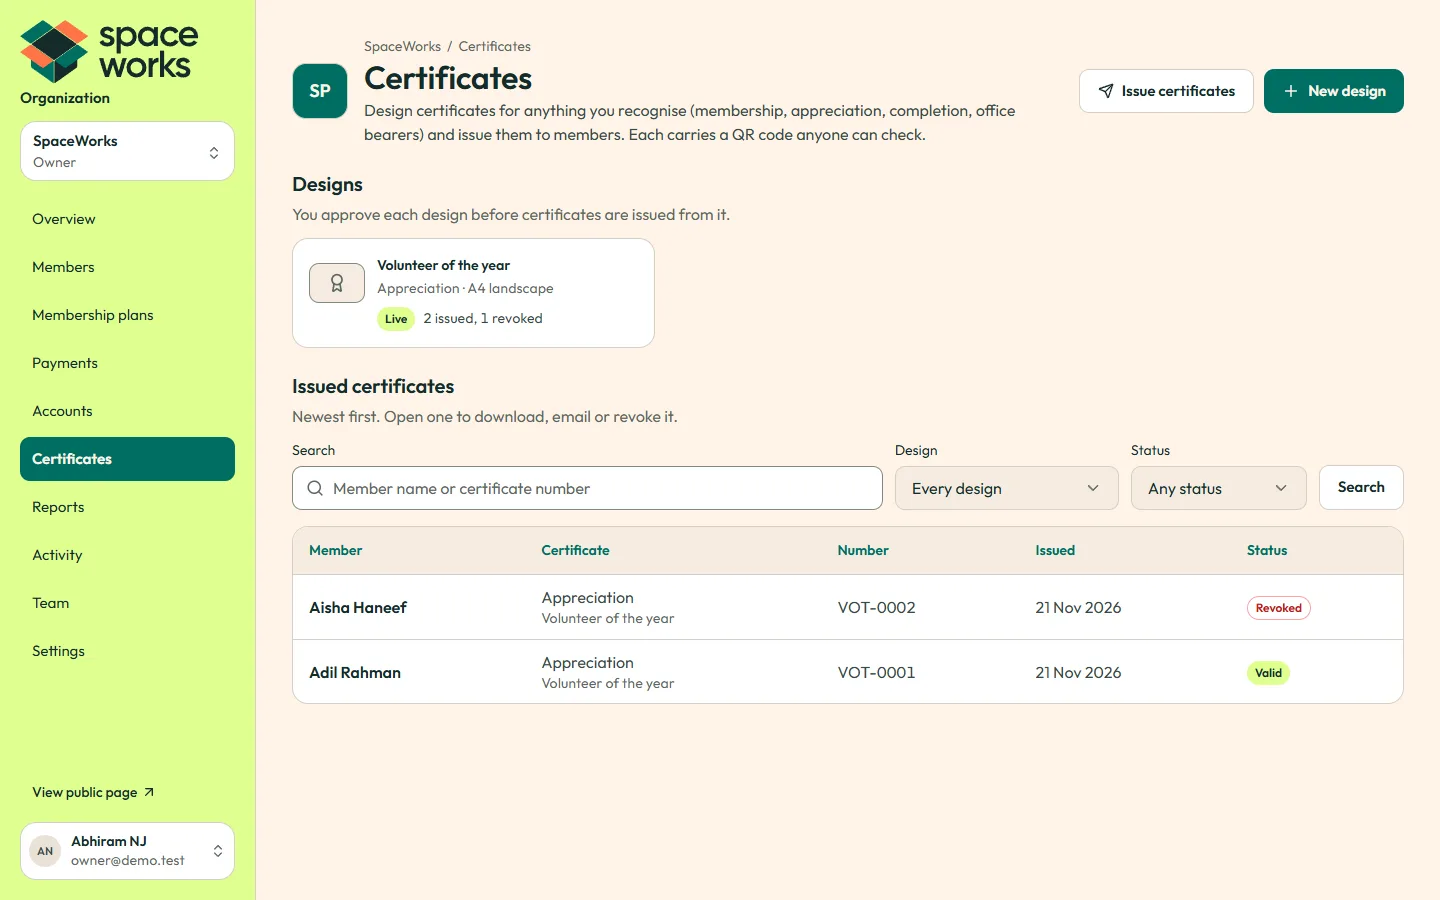 space
works
Organization
SpaceWorks
Owner
Overview
Members
Membership plans
Payments
Accounts
Certificates
Reports
Activity
Team
Settings
View public page
AN
Abhiram NJ
owner@demo.test
SpaceWorks / Certificates
SP
Certificates
Design certificates for anything you recognise (membership, appreciation, completion, office
bearers) and issue them to members. Each carries a QR code anyone can check.
Issue certificates
New design
Designs
You approve each design before certificates are issued from it.
Volunteer of the year
Appreciation · A4 landscape
Live 2 issued, 1 revoked
Issued certificates
Newest first. Open one to download, email or revoke it.
Search Design Status
Member name or certificate number Every design Any status Search
Member Certificate Number Issued Status
Aisha Haneef Appreciation VOT-0002 21 Nov 2026 Revoked
Volunteer of the year
Adil Rahman Appreciation VOT-0001 21 Nov 2026 Valid
Volunteer of the year